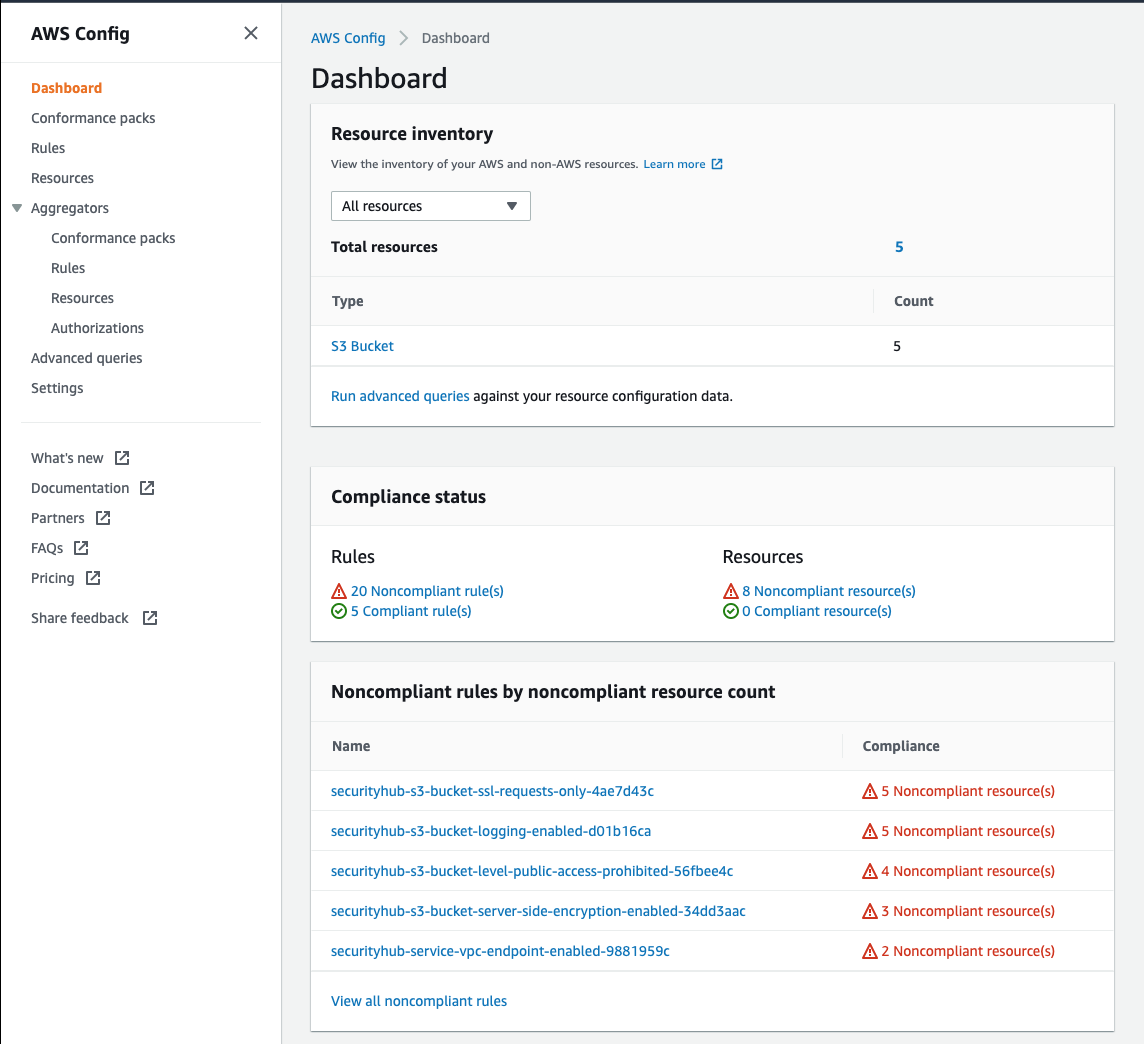 AWS Config
Dashboard
Conformance packs
Rules
Resources
Aggregators
Conformance packs
Rules
Resources
Authorizations
Advanced queries
Settings
What's new
Documentation
Partners
FAQs
Pricing
Share feedback
AWS Config Dashboard
Dashboard
Resource inventory
View the inventory of your AWS and non-AWS resources. Learn more
All resources
Total resources 5
Type Count
S3 Bucket 5
Run advanced queries against your resource configuration data.
Compliance status
Rules Resources
20 Noncompliant rule(s) 8 Noncompliant resource(s)
5 Compliant rule(s) 0 Compliant resource(s)
Noncompliant rules by noncompliant resource count
Name Compliance
securityhub-s3-bucket-ssl-requests-only-4ae7d43c 5 Noncompliant resource(s)
securityhub-s3-bucket-logging-enabled-d01b16ca 5 Noncompliant resource(s)
securityhub-s3-bucket-level-public-access-prohibited-56fbee4c 4 Noncompliant resource(s)
securityhub-s3-bucket-server-side-encryption-enabled-34dd3aac 3 Noncompliant resource(s)
securityhub-service-vpc-endpoint-enabled-9881959c 2 Noncompliant resource(s)
View all noncompliant rules